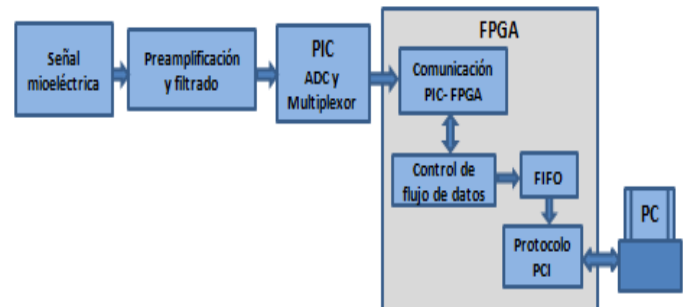 Señal
mioeléctrica
Preamplificación
y filtrado
PIC
ADC y
Multiplexor
FPGA
Comunicación
PIC- FPGA
Control de
flujo de datos
FIFO
Protocolo
PCI
PC